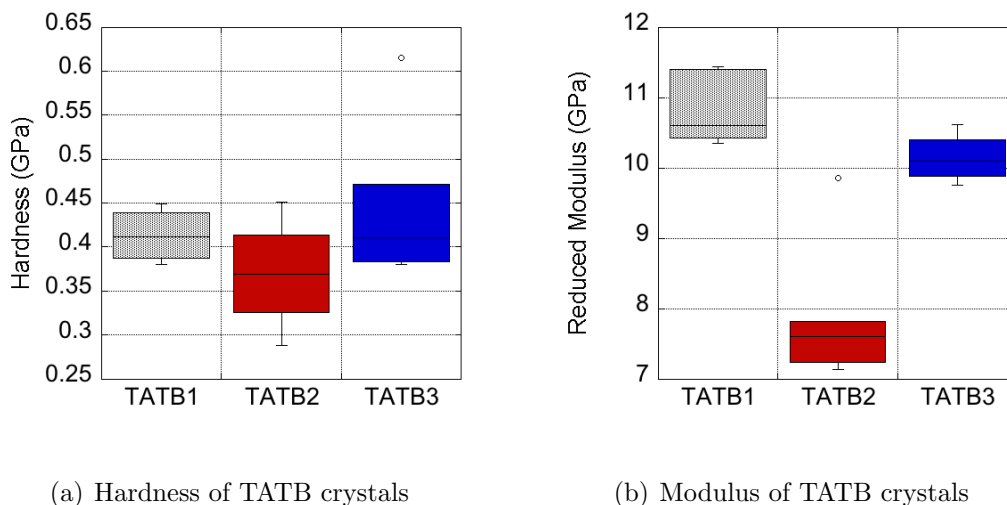 Hardness (GPa)
0.65
0.6
0.55
0.5
0.45
0.4
0.35
0.3
0.25
TATB1 TATB2 TATB3
(a) Hardness of TATB crystals
Reduced Modulus (GPa)
12
11
10
9
8
7
TATB1 TATB2 TATB3
(b) Modulus of TATB crystals